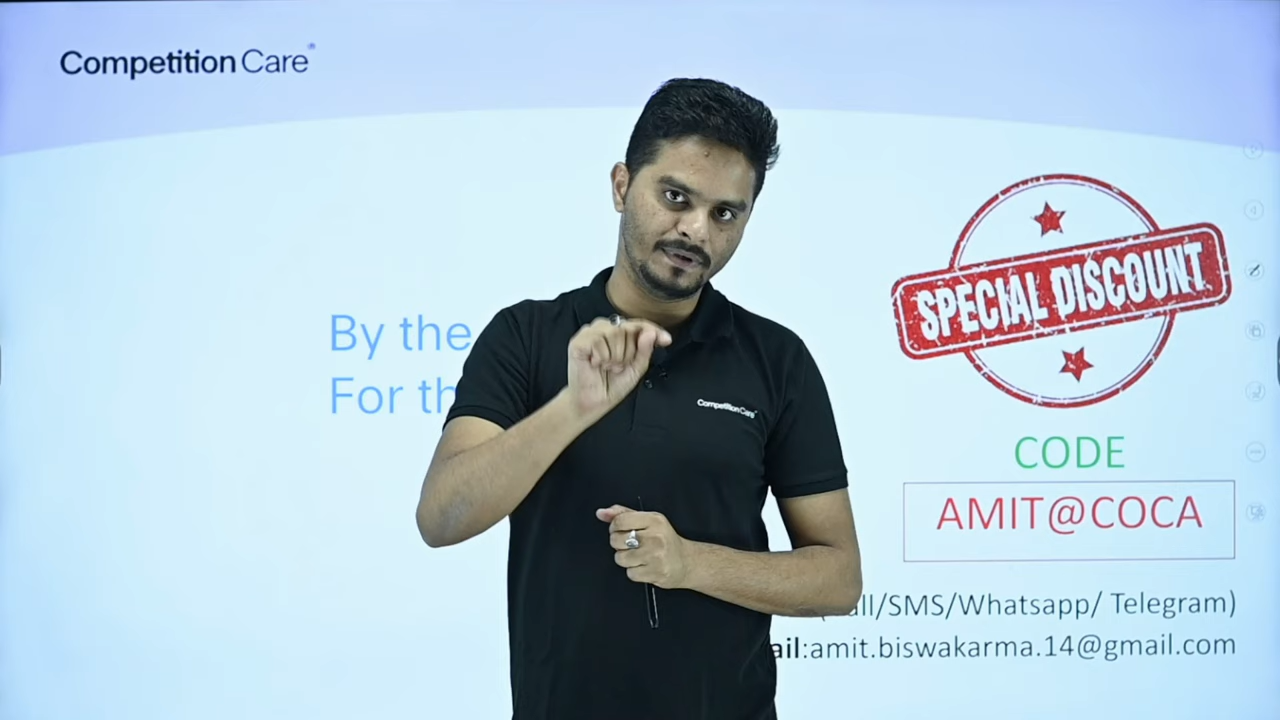 Competition Care
By the
For th
SPECIAL DISCOUNT
CODE
AMIT@COCA
Competition Care
all/SMS/Whatsapp/ Telegram)
ail:amit.biswakarma.14@gmail.com